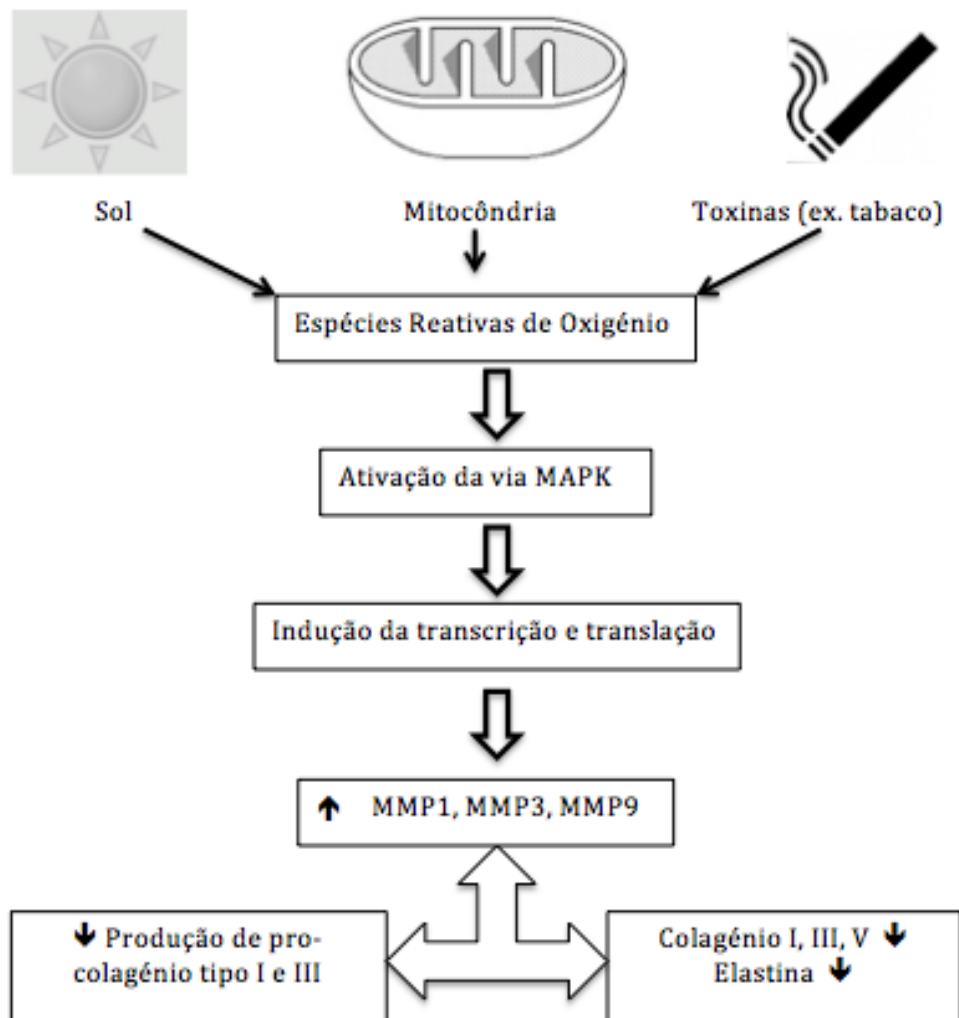 Sol
Mitocôndria
Toxinas (ex. tabaco)
Espécies Reativas de Oxigénio
Ativação da via MAPK
Indução da transcrição e translação
↑ MMP1, MMP3, MMP9
↓ Produção de pro-
colagénio tipo I e III
Colagénio I, III, V ↓
Elastina ↓